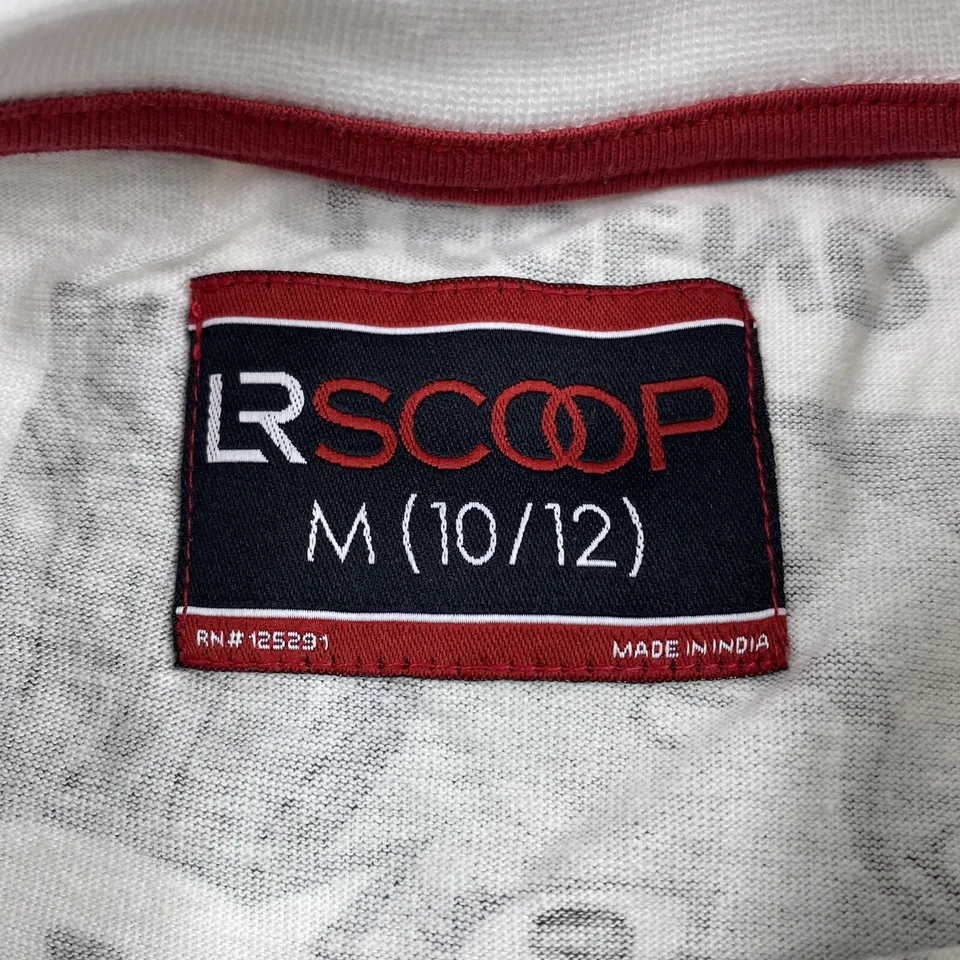 LRSCOOP
M (10/12)
RN# 125291
MADE IN INDIA